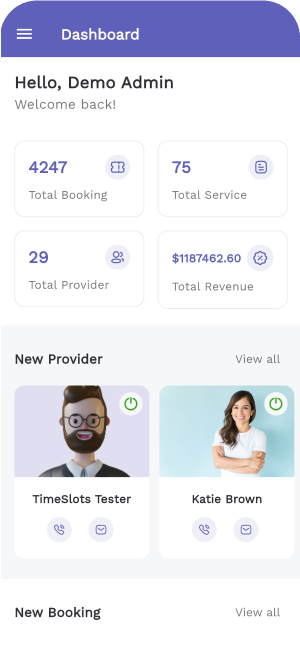 Dashboard
Hello, Demo Admin
Welcome back!
4247
Total Booking
75
Total Service
29
Total Provider
$1187462.60
Total Revenue
New Provider
View all
TimeSlots Tester
Katie Brown
New Booking
View all